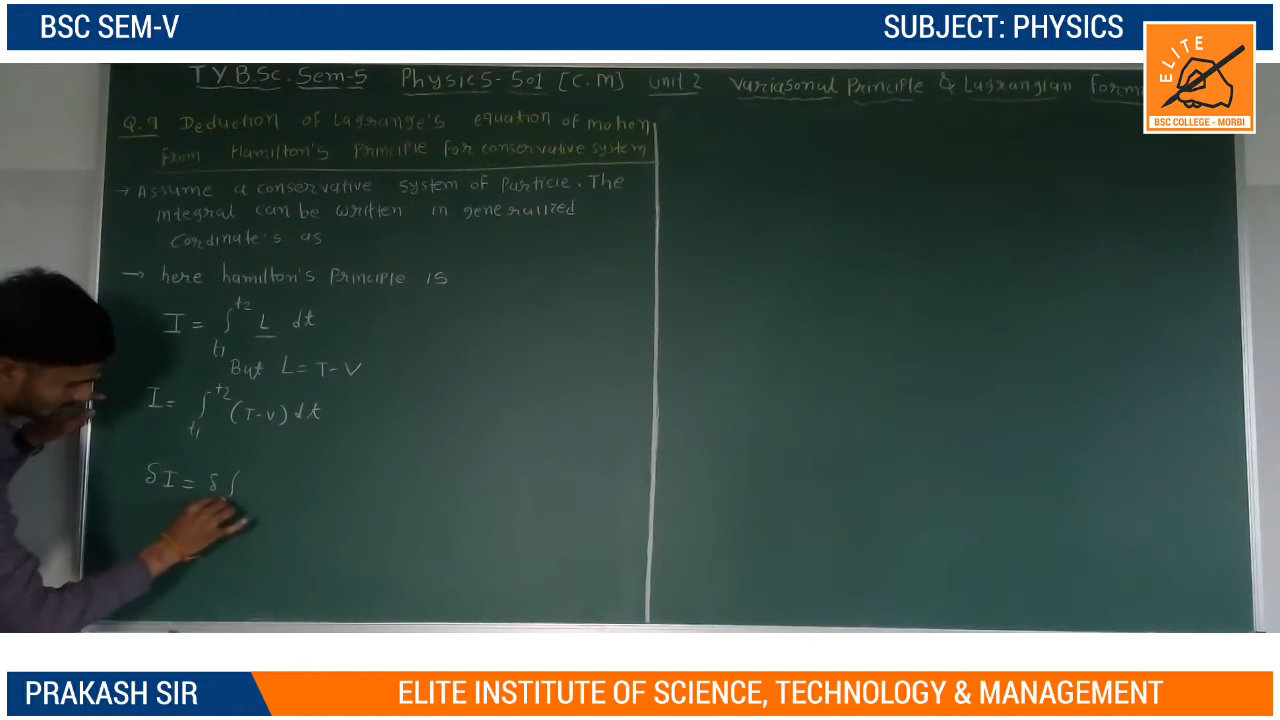 BSC SEM-V
SUBJECT: PHYSICS
ELITE
BSC COLLEGE - MORBI
T Y B.Sc. Sem-5 Physics-501 [C.M] unit 2 Variasonal Principle & Lagrangian Form
Q.9 Deduction of Lagrange's equation of motion
from Hamilton's Principle for conservative system
→ Assume a conservative system of Particle. The
integral can be written in generalized
Cordinate's as
→ here hamilton's Principle is
I = ∫ t1 t2 L dt
But L = T-V
I = ∫ t1 t2 (T-V) dt
δI = δ∫
PRAKASH SIR
ELITE INSTITUTE OF SCIENCE, TECHNOLOGY & MANAGEMENT